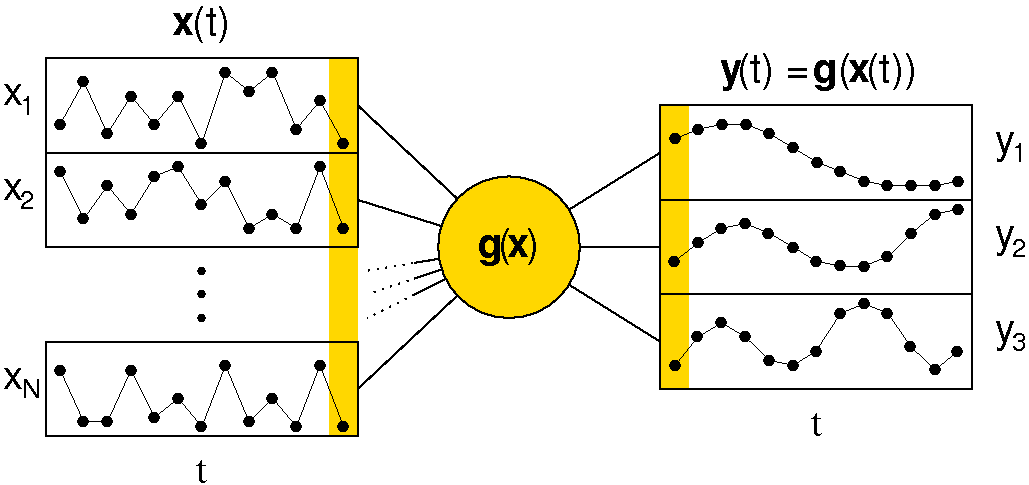 x(t)
x1
x2
xN
t
g(x)
y(t) = g(x(t))
y1
y2
y3
t